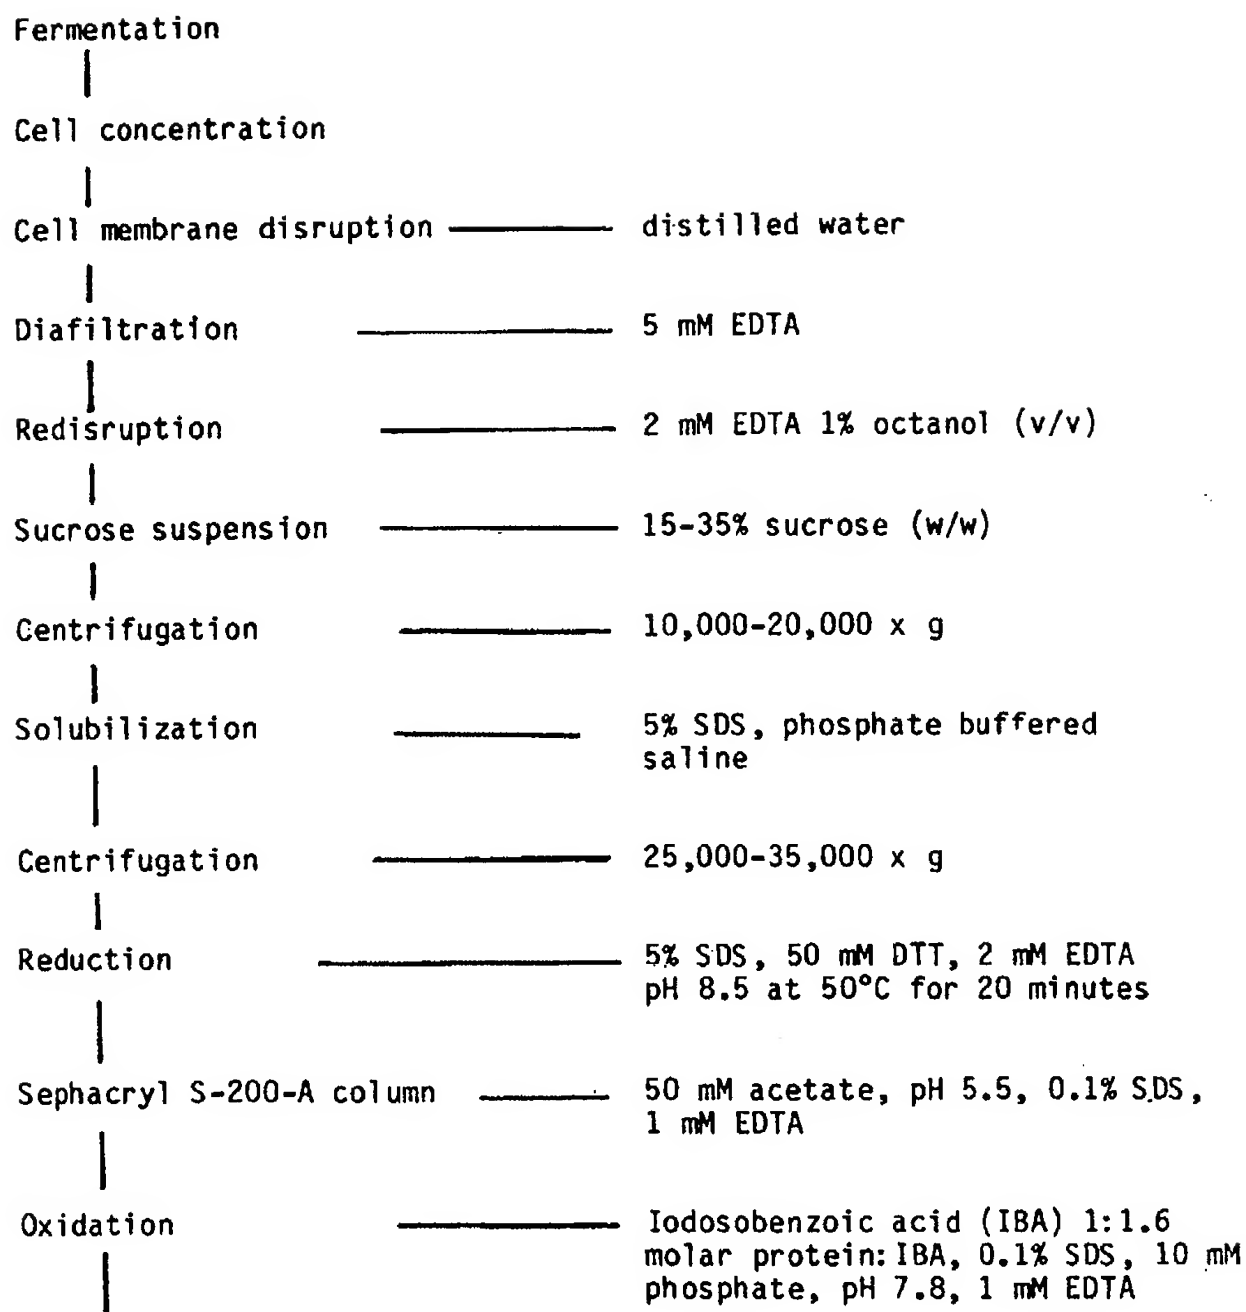 Fermentation
Cell concentration
Cell membrane disruption distilled water
Diafiltration 5 mM EDTA
Redisruption 2 mM EDTA 1% octanol (v/v)
Sucrose suspension 15-35% sucrose (w/w)
Centrifugation 10,000-20,000 x g
Solubilization 5% SDS, phosphate buffered
saline
Centrifugation 25,000-35,000 x g
Reduction 5% SDS, 50 mM DTT, 2 mM EDTA
pH 8.5 at 50°C for 20 minutes
Sephacryl S-200-A column 50 mM acetate, pH 5.5, 0.1% SDS,
1 mM EDTA
Oxidation Iodosobenzoic acid (IBA) 1:1.6
molar protein:IBA, 0.1% SDS, 10 mM
phosphate, pH 7.8, 1 mM EDTA